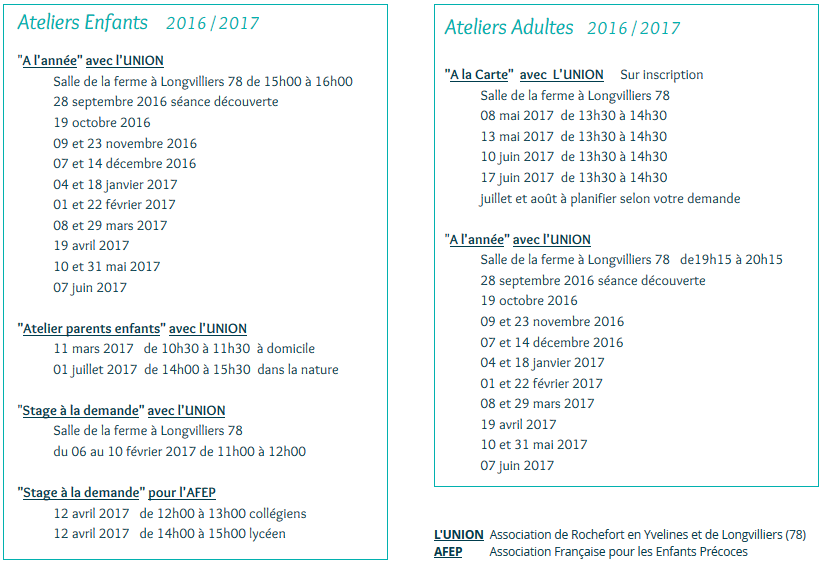 Ateliers Enfants 2016 / 2017
"A l'année" avec l'UNION
Salle de la ferme à Longvilliers 78 de 15h00 à 16h00
28 septembre 2016 séance découverte
19 octobre 2016
09 et 23 novembre 2016
07 et 14 décembre 2016
04 et 18 janvier 2017
01 et 22 février 2017
08 et 29 mars 2017
19 avril 2017
10 et 31 mai 2017
07 juin 2017
"Atelier parents enfants" avec l'UNION
11 mars 2017 de 10h30 à 11h30 à domicile
01 juillet 2017 de 14h00 à 15h30 dans la nature
"Stage à la demande" avec l'UNION
Salle de la ferme à Longvilliers 78
du 06 au 10 février 2017 de 11h00 à 12h00
"Stage à la demande" pour l'AFEP
12 avril 2017 de 12h00 à 13h00 collégiens
12 avril 2017 de 14h00 à 15h00 lycéen
Ateliers Adultes 2016 / 2017
"A la Carte" avec L'UNION Sur inscription
Salle de la ferme à Longvilliers 78
08 mai 2017 de 13h30 à 14h30
13 mai 2017 de 13h30 à 14h30
10 juin 2017 de 13h30 à 14h30
17 juin 2017 de 13h30 à 14h30
juillet et août à planifier selon votre demande
"A l'année" avec l'UNION
Salle de la ferme à Longvilliers 78 de19h15 à 20h15
28 septembre 2016 séance découverte
19 octobre 2016
09 et 23 novembre 2016
07 et 14 décembre 2016
04 et 18 janvier 2017
01 et 22 février 2017
08 et 29 mars 2017
19 avril 2017
10 et 31 mai 2017
07 juin 2017
L'UNION Association de Rochefort en Yvelines et de Longvilliers (78)
AFEP Association Française pour les Enfants Précoces